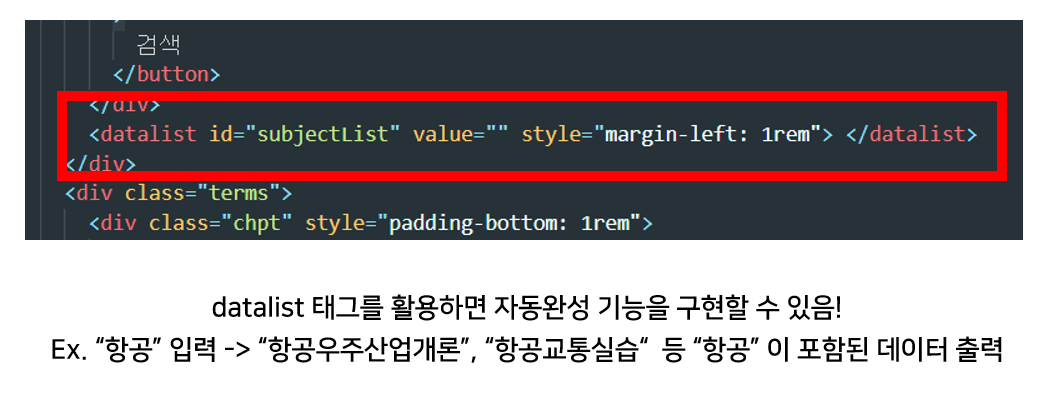 검색
</button>
</div>
<datalist id="subjectList" value="" style="margin-left: 1rem"> </datalist>
</div>
<div class="terms">
<div class="chpt" style="padding-bottom: 1rem">
datalist 태그를 활용하면 자동완성 기능을 구현할 수 있음!
Ex. “항공” 입력 -> “항공우주산업개론”, “항공교통실습“ 등 “항공” 이 포함된 데이터 출력